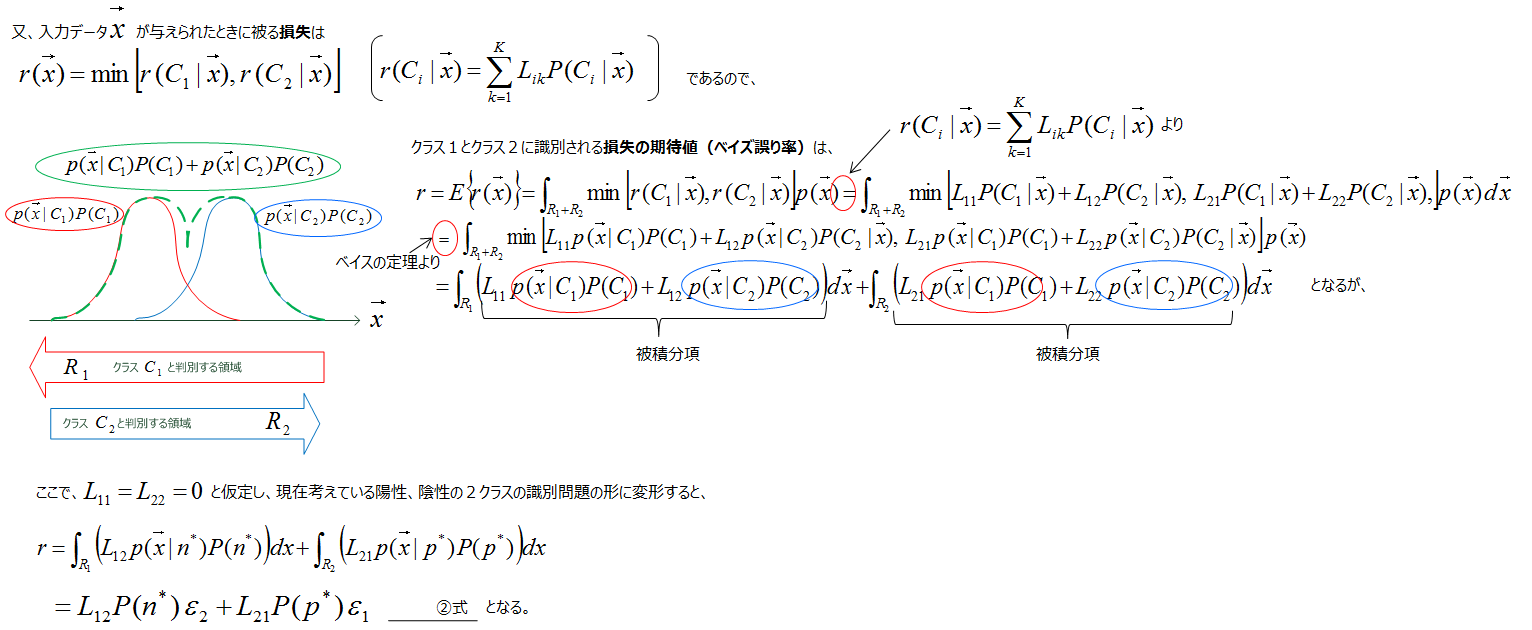 又、入力データ $\vec{x}$ が与えられたときに被る損失は
$r(\vec{x}) = \min\left[r(C_1 | \vec{x}), r(C_2 | \vec{x})\right]$ $\left( r(C_i | \vec{x}) = \sum_{k=1}^{K} L_{ik} P(C_i | \vec{x}) \right)$ であるので、
$r(C_i | \vec{x}) = \sum_{k=1}^{K} L_{ik} P(C_i | \vec{x})$ より
クラス1とクラス2に識別される損失の期待値(ベイズ誤り率)は、
$p(\vec{x} | C_1)P(C_1) + p(\vec{x} | C_2)P(C_2)$
$p(\vec{x} | C_1)P(C_1)$
$p(\vec{x} | C_2)P(C_2)$
$\vec{x}$
$r = E\{r(\vec{x})\} = \int_{R_1+R_2} \min\left[r(C_1 | \vec{x}), r(C_2 | \vec{x})\right] p(\vec{x}) = \int_{R_1+R_2} \min\left[L_{11}P(C_1 | \vec{x}) + L_{12}P(C_2 | \vec{x}), L_{21}P(C_1 | \vec{x}) + L_{22}P(C_2 | \vec{x}),\right] p(\vec{x}) d\vec{x}$
ベイズの定理より $= \int_{R_1+R_2} \min\left[L_{11}p(\vec{x} | C_1)P(C_1) + L_{12}p(\vec{x} | C_2)P(C_2 | \vec{x}), L_{21}p(\vec{x} | C_1)P(C_1) + L_{22}p(\vec{x} | C_2)P(C_2 | \vec{x})\right] p(\vec{x})$
$= \int_{R_1} \left(L_{11} p(\vec{x} | C_1)P(C_1) + L_{12} p(\vec{x} | C_2)P(C_2)\right) d\vec{x} + \int_{R_2} \left(L_{21} p(\vec{x} | C_1)P(C_1) + L_{22} p(\vec{x} | C_2)P(C_2)\right) d\vec{x}$ となるが、
被積分項 被積分項
$R_1$ クラス $C_1$ と判別する領域
クラス $C_2$ と判別する領域 $R_2$
ここで、$L_{11} = L_{22} = 0$ と仮定し、現在考えている陽性、陰性の2クラスの識別問題の形に変形すると、
$r = \int_{R_1} \left(L_{12} p(\vec{x} | n^*)P(n^*)\right) dx + \int_{R_2} \left(L_{21} p(\vec{x} | p^*)P(p^*)\right) dx$
$= L_{12}P(n^*)\varepsilon_2 + L_{21}P(p^*)\varepsilon_1$ ②式 となる。